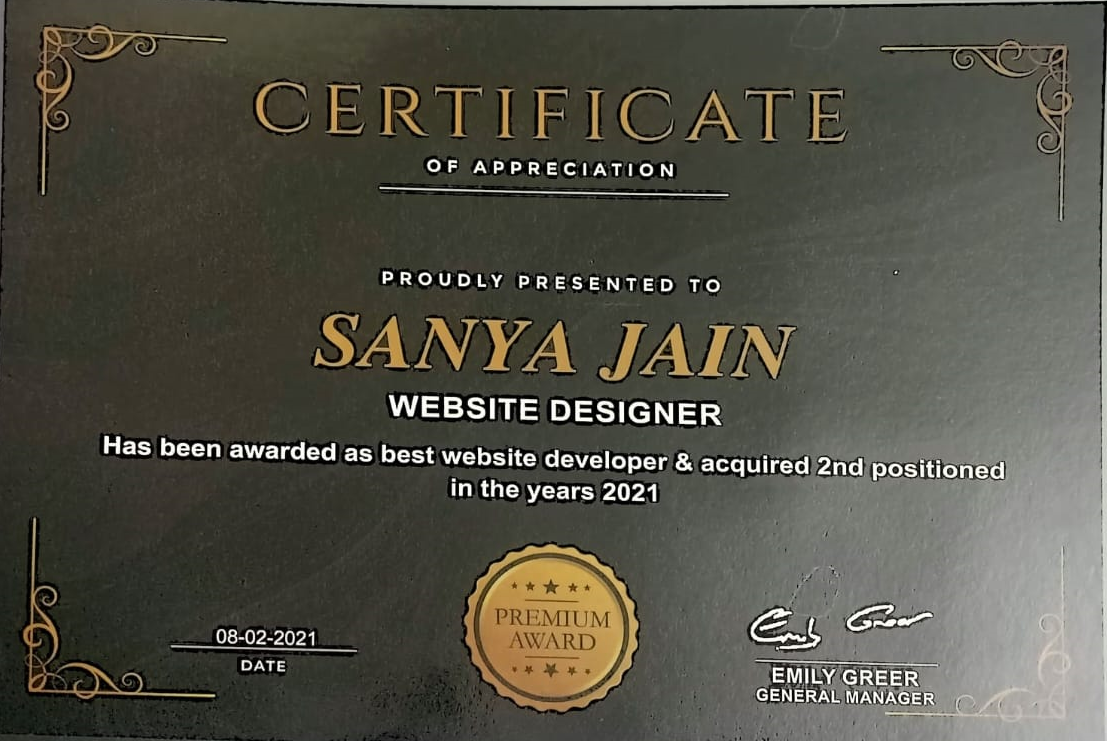 CERTIFICATE
OF APPRECIATION
PROUDLY PRESENTED TO
SANYA JAIN
WEBSITE DESIGNER
Has been awarded as best website developer & acquired 2nd positioned
in the years 2021
08-02-2021
DATE
PREMIUM
AWARD
Emily Greer
EMILY GREER
GENERAL MANAGER